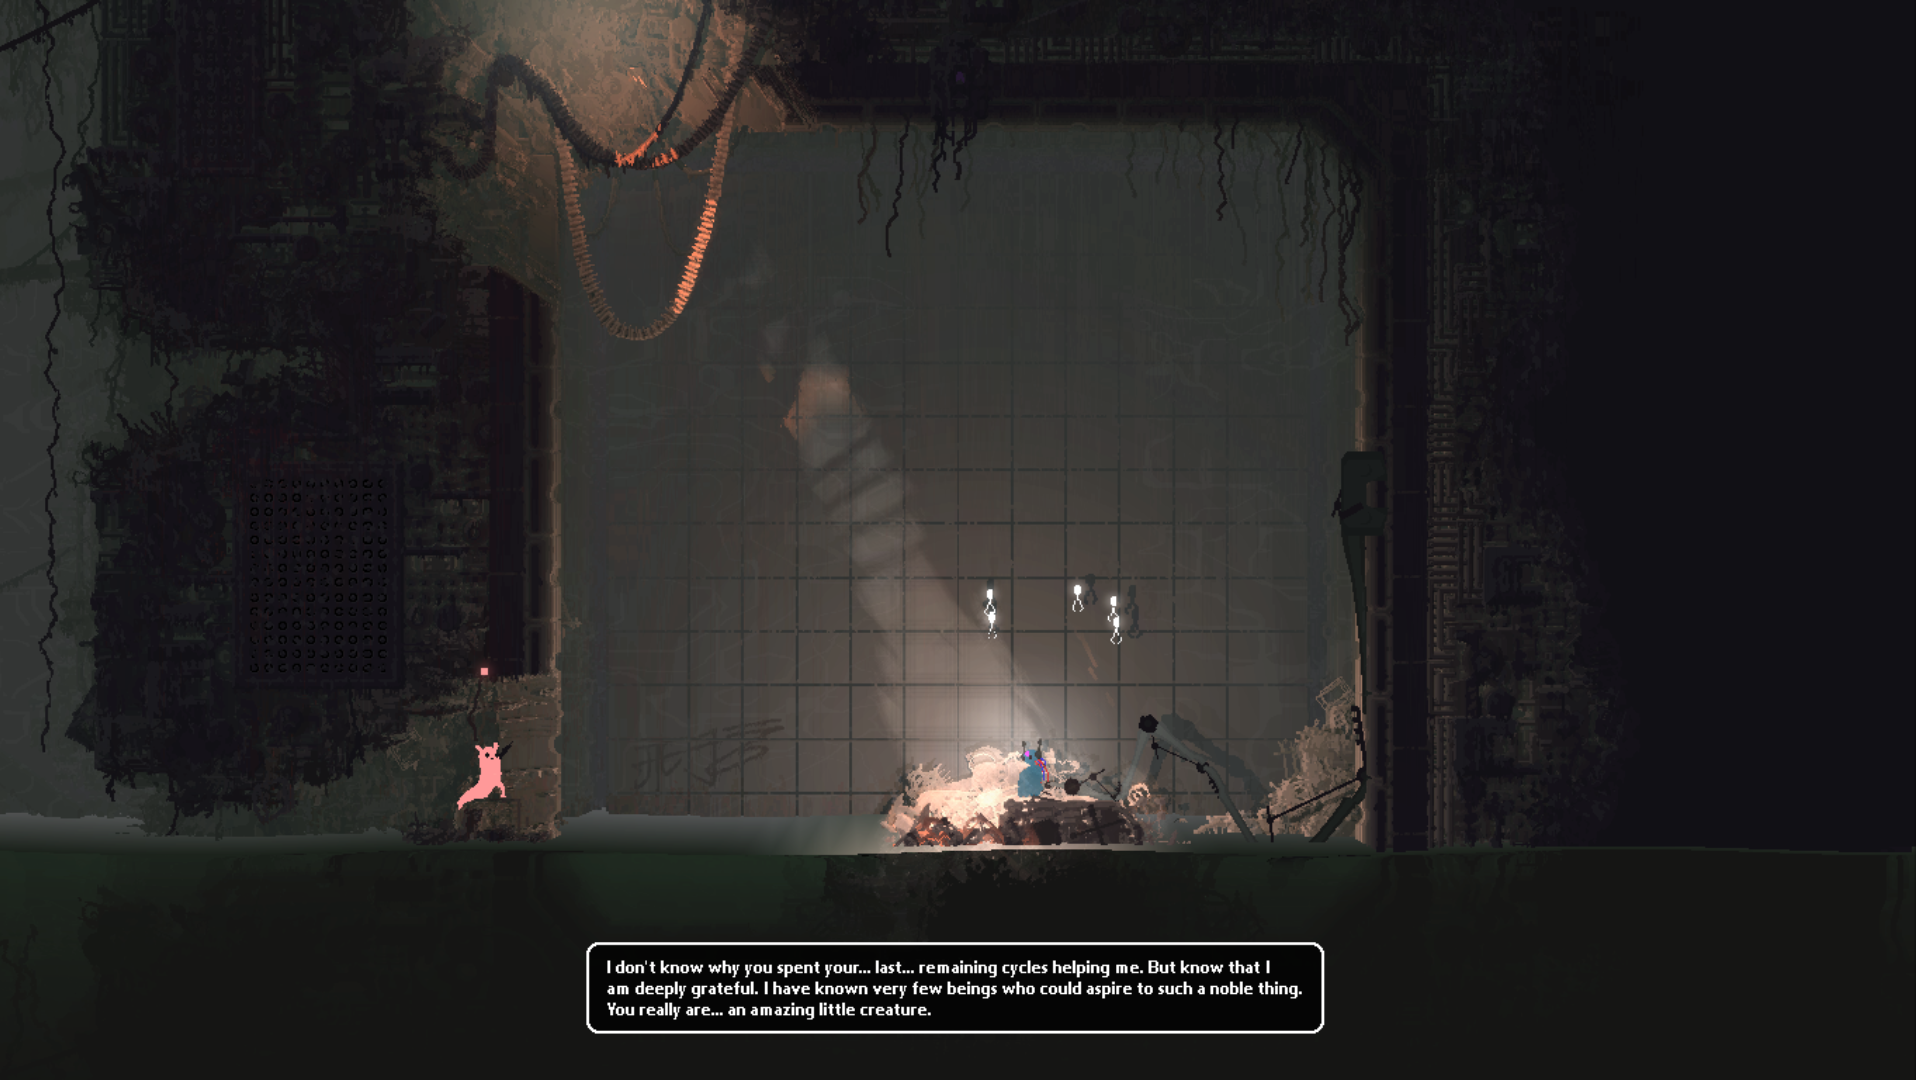 I don't know why you spent your... last... remaining cycles helping me. But know that I
am deeply grateful. I have known very few beings who could aspire to such a noble thing.
You really are... an amazing little creature.